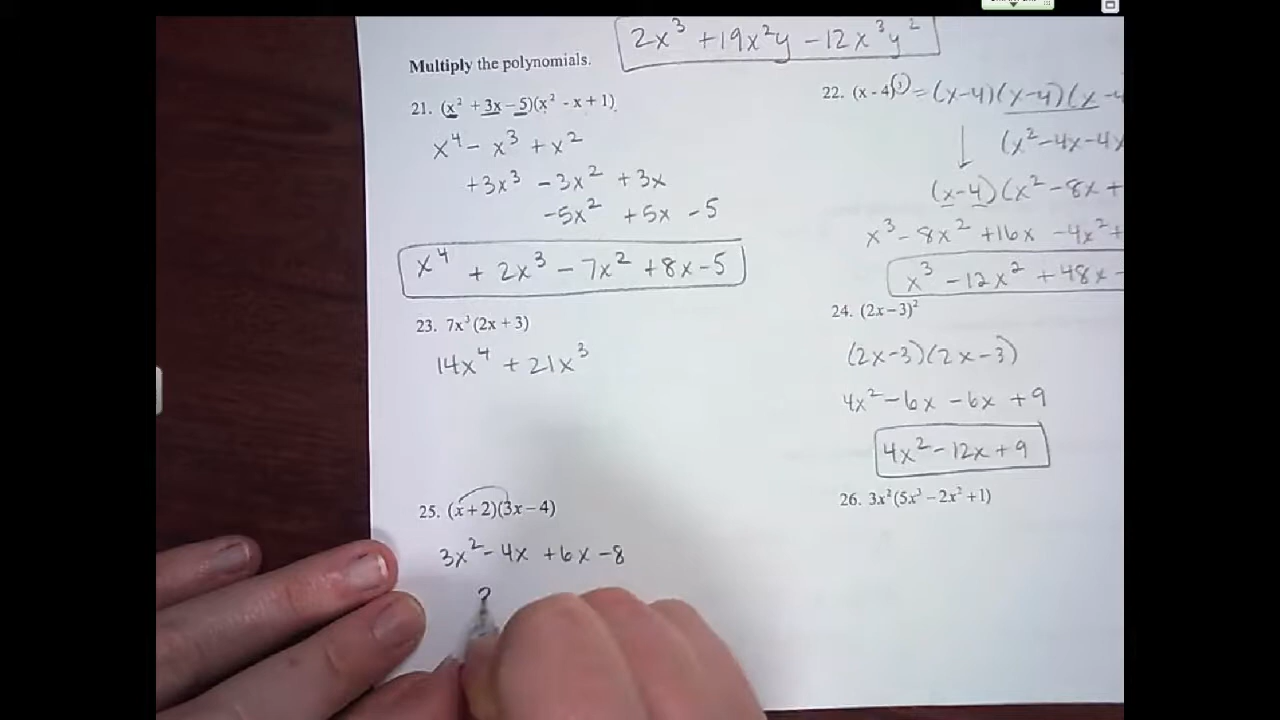 2x³ + 19x²y - 12x³y²
Multiply the polynomials.
21. (x² + 3x - 5)(x² - x + 1)
x⁴ - x³ + x²
+3x³ - 3x² + 3x
-5x² + 5x - 5
x⁴ + 2x³ - 7x² + 8x - 5
22. (x - 4)³ = (x-4)(x-4)(x-4
(x² - 4x - 4x
(x-4)(x² - 8x +
x³ - 8x² + 16x - 4x² +
x³ - 12x² + 48x -
23. 7x³(2x + 3)
14x⁴ + 21x³
24. (2x - 3)²
(2x-3)(2x-3)
4x² - 6x - 6x + 9
4x² - 12x + 9
25. (x + 2)(3x - 4)
3x² - 4x + 6x - 8
26. 3x²(5x³ - 2x² + 1)